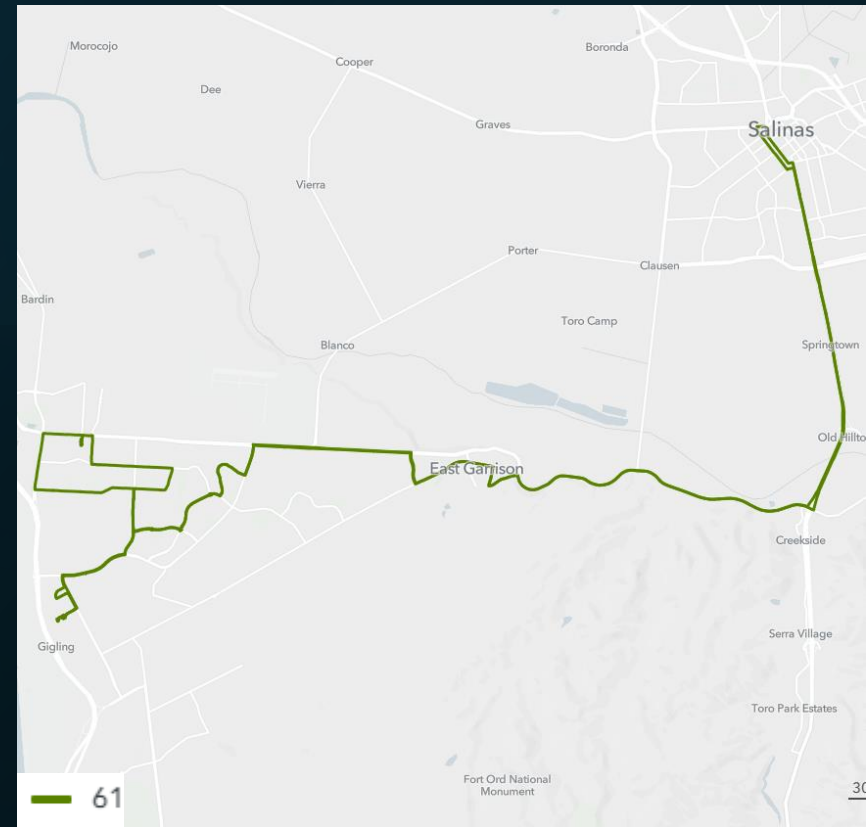 Morocojo
Boronda
Cooper
Dee
Graves
Salinas
Vierra
Porter
Clausen
Bardin
Toro Camp
Blanco
Springtown
Old Hillto
East Garrison
Creekside
Serra Village
Gigling
Toro Park Estates
Fort Ord National
Monument
30
61